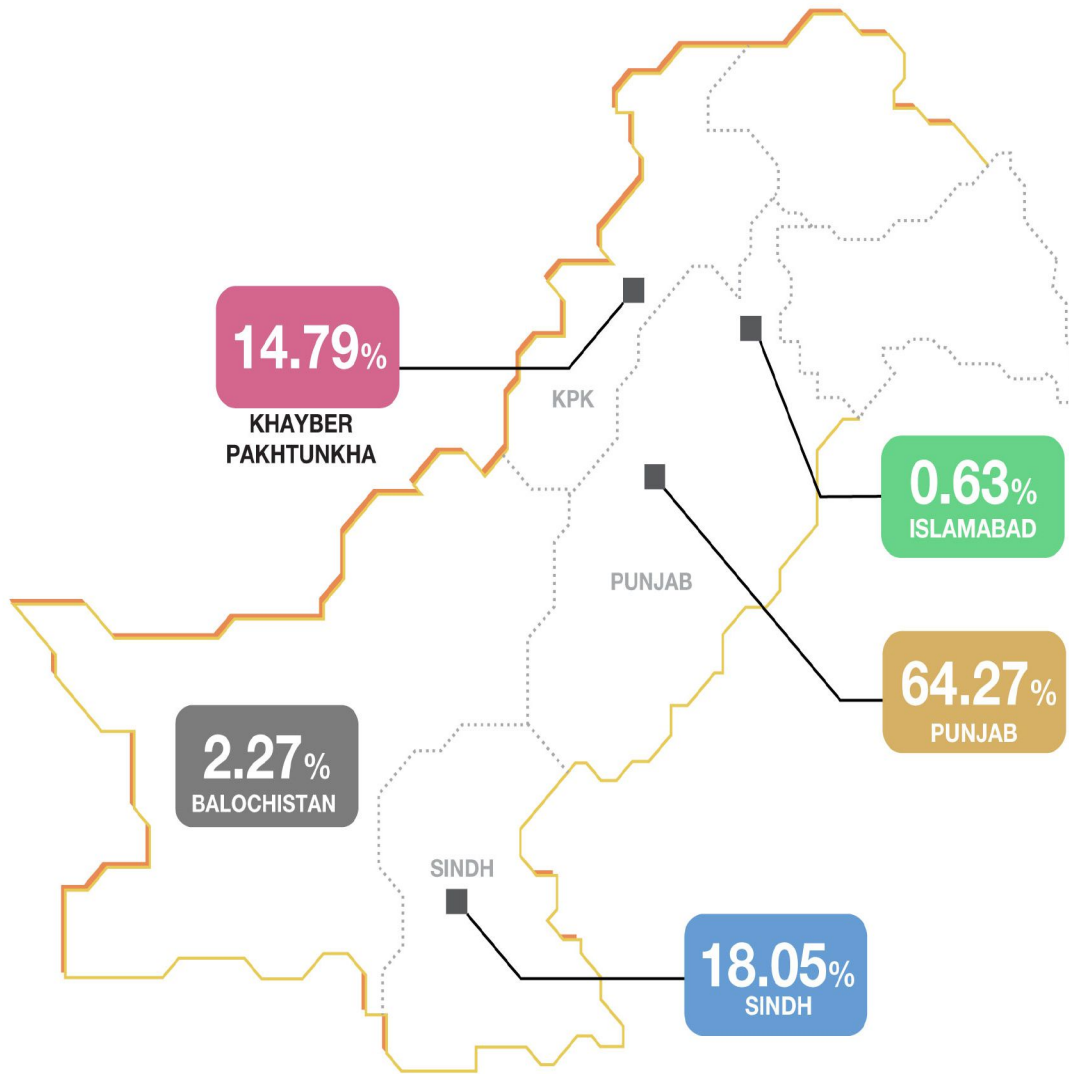 14.79%
KHAYBER
PAKHTUNKHA
KPK
0.63%
ISLAMABAD
PUNJAB
64.27%
PUNJAB
2.27%
BALOCHISTAN
SINDH
18.05%
SINDH